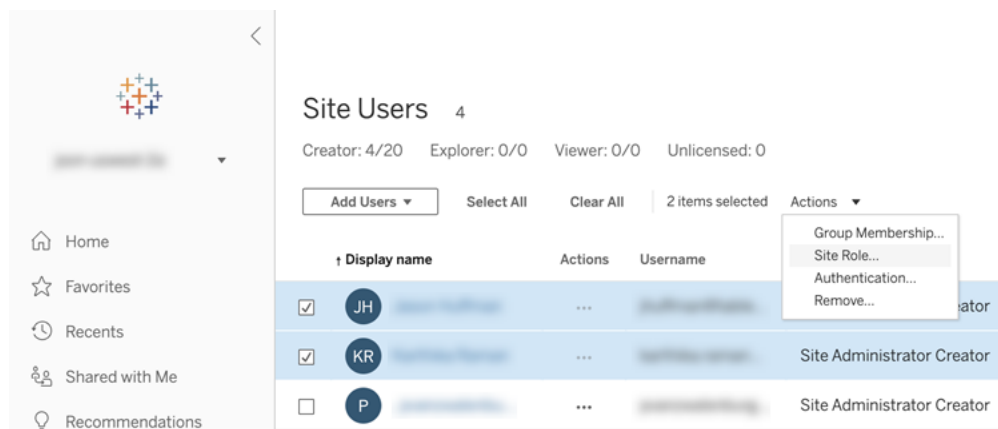 Site Users 4
Creator: 4/20 Explorer: 0/0 Viewer: 0/0 Unlicensed: 0
Add Users ▼ Select All Clear All 2 items selected Actions ▼
Group Membership...
Site Role...
Authentication...
Remove...
Home
Favorites
Recents
Shared with Me
Recommendations
↑ Display name Actions Username
JH ...
KR ... Site Administrator Creator
P ... Site Administrator Creator